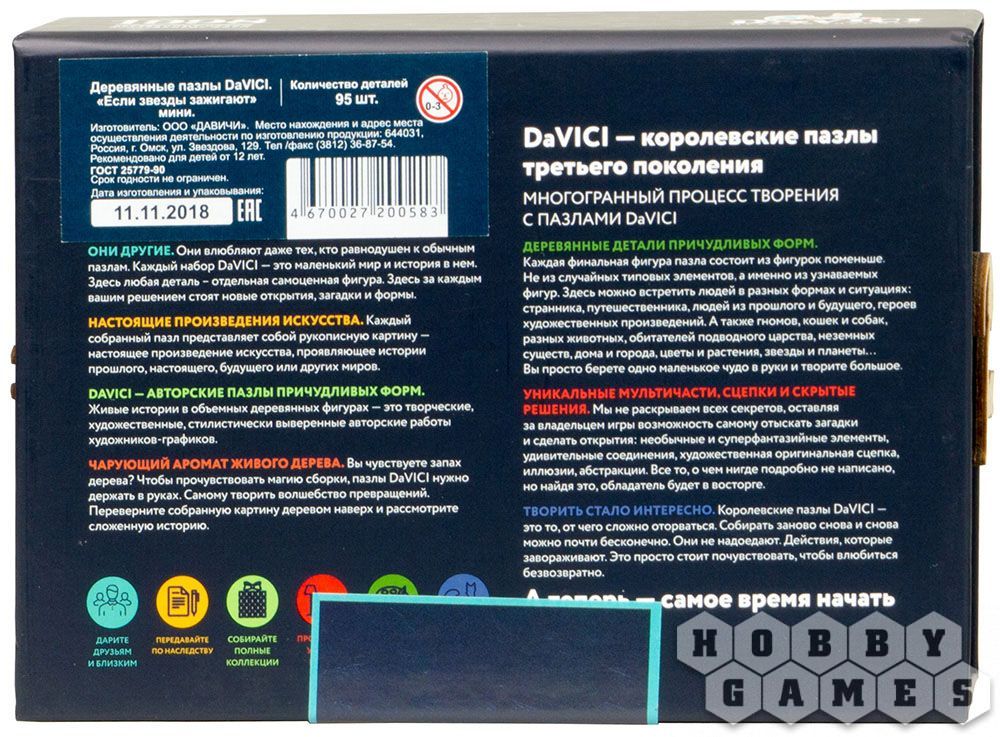 DAVICI
Деревянные пазлы DaVICI.
«Если звезды зажигают»
мини.
Количество деталей
95 шт.
0-3
Изготовитель: ООО «ДАВИЧИ». Место нахождения и адрес места
осуществления деятельности по изготовлению продукции: 644031,
Россия, г. Омск, ул. Звездова, 129. Тел /факс (3812) 36-87-54.
Рекомендовано для детей от 12 лет.
ГОСТ 25779-90
Срок годности не ограничен.
Дата изготовления и упаковывания:
11.11.2018
EAC
4 670027 200583
ОНИ ДРУГИЕ. Они влюбляют даже тех, кто равнодушен к обычным
пазлам. Каждый набор DaVICI — это маленький мир и история в нем.
Здесь любая деталь – отдельная самоценная фигура. Здесь за каждым
вашим решением стоят новые открытия, загадки и формы.
НАСТОЯЩИЕ ПРОИЗВЕДЕНИЯ ИСКУССТВА. Каждый
собранный пазл представляет собой рукописную картину —
настоящее произведение искусства, проявляющее истории
прошлого, настоящего, будущего или других миров.
DAVICI — АВТОРСКИЕ ПАЗЛЫ ПРИЧУДЛИВЫХ ФОРМ.
Живые истории в объемных деревянных фигурах — это творческие,
художественные, стилистически выверенные авторские работы
художников-графиков.
ЧАРУЮЩИЙ АРОМАТ ЖИВОГО ДЕРЕВА. Вы чувствуете запах
дерева? Чтобы прочувствовать магию сборки, пазлы DaVICI нужно
держать в руках. Самому творить волшебство превращений.
Переверните собранную картину деревом наверх и рассмотрите
сложенную историю.
ДАРИТЕ
ДРУЗЬЯМ
И БЛИЗКИМ
ПЕРЕДАВАЙТЕ
ПО НАСЛЕДСТВУ
СОБИРАЙТЕ
ПОЛНЫЕ
КОЛЛЕКЦИИ
DaVICI — королевские пазлы
третьего поколения
МНОГОГРАННЫЙ ПРОЦЕСС ТВОРЕНИЯ
С ПАЗЛАМИ DaVICI
ДЕРЕВЯННЫЕ ДЕТАЛИ ПРИЧУДЛИВЫХ ФОРМ.
Каждая финальная фигура пазла состоит из фигурок поменьше.
Не из случайных типовых элементов, а именно из узнаваемых
фигур. Здесь можно встретить людей в разных формах и ситуациях:
странника, путешественника, людей из прошлого и будущего, героев
художественных произведений. А также гномов, кошек и собак,
разных животных, обитателей подводного царства, неземных
существ, дома и города, цветы и растения, звезды и планеты...
Вы просто берете одно маленькое чудо в руки и творите большое.
УНИКАЛЬНЫЕ МУЛЬТИЧАСТИ, СЦЕПКИ И СКРЫТЫЕ
РЕШЕНИЯ. Мы не раскрываем всех секретов, оставляя
за владельцем игры возможность самому отыскать загадки
и сделать открытия: необычные и суперфантазийные элементы,
удивительные соединения, художественная оригинальная сцепка,
иллюзии, абстракции. Все то, о чем нигде подробно не написано,
но найдя это, обладатель будет в восторге.
ТВОРИТЬ СТАЛО ИНТЕРЕСНО. Королевские пазлы DaVICI —
это то, от чего сложно оторваться. Собирать заново снова и снова
можно почти бесконечно. Они не надоедают. Действия, которые
завораживают. Это просто стоит почувствовать, чтобы влюбиться
безвозвратно.
А теперь — самое время начать
HOBBY
GAMES